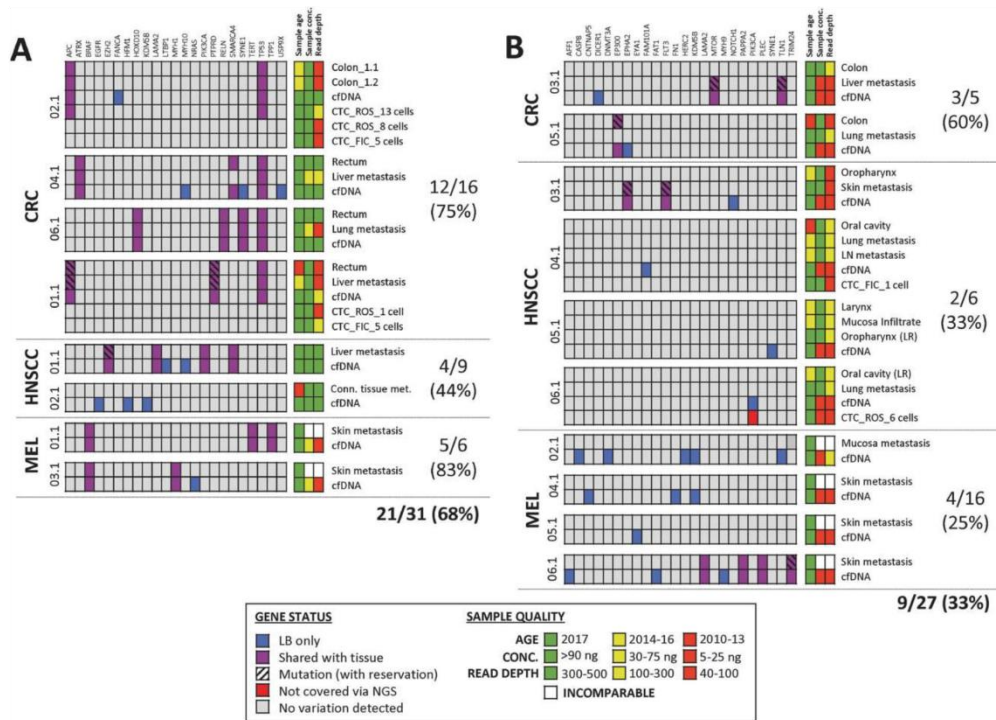 A
APC
ATRX
BRAF
EGFR
EZH2
FANCA
HFM1
HOXD10
KDM5B
LAMA2
LTBP1
MYH1
MYH10
NRAS
PIK3CA
PTFRD
RELN
SMARCA4
SYNE1
TERT
TP53
TPP1
USP9X
Sample age
Sample conc.
Read depth
CRC
02.1
Colon_1.1
Colon_1.2
cfDNA
CTC_ROS_13 cells
CTC_ROS_8 cells
CTC_FIC_5 cells
04.1
Rectum
Liver metastasis
cfDNA
06.1
Rectum
Lung metastasis
cfDNA
01.1
Rectum
Liver metastasis
cfDNA
CTC_ROS_1 cell
CTC_FIC_5 cells
12/16
(75%)
HNSCC
01.1
Liver metastasis
cfDNA
02.1
Conn. tissue met.
cfDNA
4/9
(44%)
MEL
01.1
Skin metastasis
cfDNA
03.1
Skin metastasis
cfDNA
5/6
(83%)
21/31 (68%)
B
AFF1
CASP8
CNTNAP5
DICER1
DNMT3A
EP300
EPHA2
EYA1
FAM101A
FAT1
FLT3
FN1
HERC2
KDM5B
LAMA2
MTOR
MYH9
NOTCH1
PAPPA2
PIK3CA
PLEC
SYNE1
TLN1
TRIM24
Sample age
Sample conc.
Read depth
CRC
03.1
Colon
Liver metastasis
cfDNA
05.1
Colon
Lung metastasis
cfDNA
3/5
(60%)
HNSCC
03.1
Oropharynx
Skin metastasis
cfDNA
04.1
Oral cavity
Lung metastasis
LN metastasis
cfDNA
CTC_FIC_1 cell
05.1
Larynx
Mucosa Infiltrate
Oropharynx (LR)
cfDNA
06.1
Oral cavity (LR)
Lung metastasis
cfDNA
CTC_ROS_6 cells
2/6
(33%)
MEL
02.1
Mucosa metastasis
cfDNA
04.1
Skin metastasis
cfDNA
05.1
Skin metastasis
cfDNA
06.1
Skin metastasis
cfDNA
4/16
(25%)
9/27 (33%)
GENE STATUS
LB only
Shared with tissue
Mutation (with reservation)
Not covered via NGS
No variation detected
SAMPLE QUALITY
AGE 2017 2014-16 2010-13
CONC. >90 ng 30-75 ng 5-25 ng
READ DEPTH 300-500 100-300 40-100
INCOMPARABLE